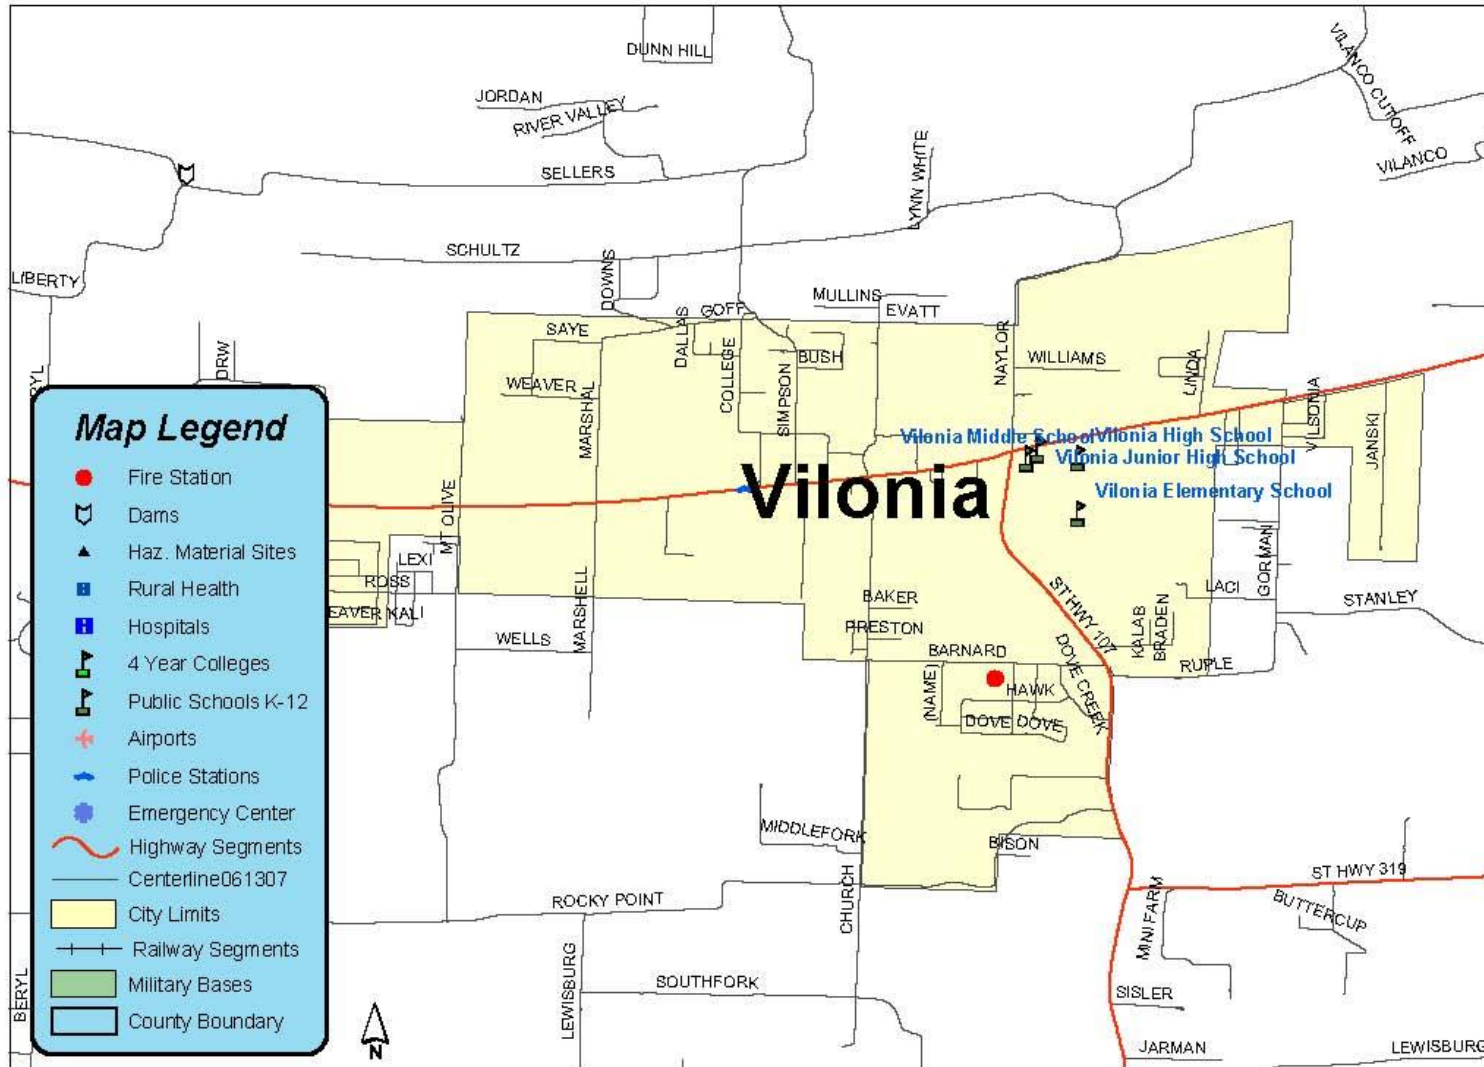 DUNN HILL
VILANCO CUTOFF
JORDAN
RIVER VALLEY
VILANCO
SELLERS
LYNN WHITE
SCHULTZ
LIBERTY
DOWNS
MULLINS
GOFF
EVATT
SAYE
DALLAS
BUSH
NAYLOR
WILLIAMS
LINDA
DRW
WEAVER
COLLEGE
SIMPSON
MARSHAL
VILSONIA
JANSKI
Map Legend
Fire Station
Dams
Haz. Material Sites
Rural Health
Hospitals
4 Year Colleges
Public Schools K-12
Airports
Police Stations
Emergency Center
Highway Segments
Centerline061307
City Limits
Railway Segments
Military Bases
County Boundary
Vilonia Middle School
Vilonia High School
Vilonia Junior High School
Vilonia Elementary School
Vilonia
MT OLIVE
LEXI
ROSS
EAVER
KALI
WELLS
MARSHELL
BAKER
PRESTON
BARNARD
(NAME)
HAWK
DOVE
DOVE
DOVE CREEK
ST HWY 107
KALAB
BRADEN
LACI
GORMAN
STANLEY
RUPLE
MIDDLEFORK
BISON
ST HWY 319
BUTTERCUP
MINI FARM
CHURCH
ROCKY POINT
LEWISBURG
SOUTHFORK
SISLER
JARMAN
LEWISBURG
BERYL
N